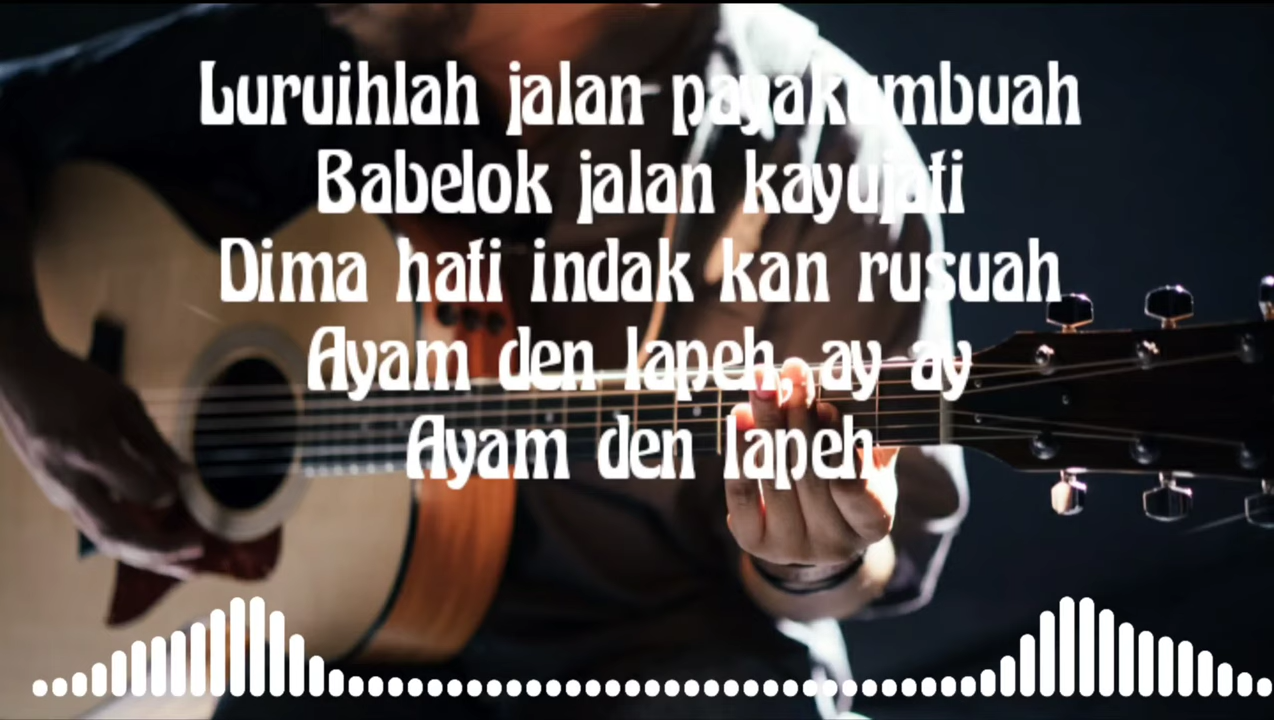 Luruihlah jalan payakumbuah
Babelok jalan kayujati
Dima hati indak kan rusuah
Ayam den lapeh, ay ay
Ayam den lapeh